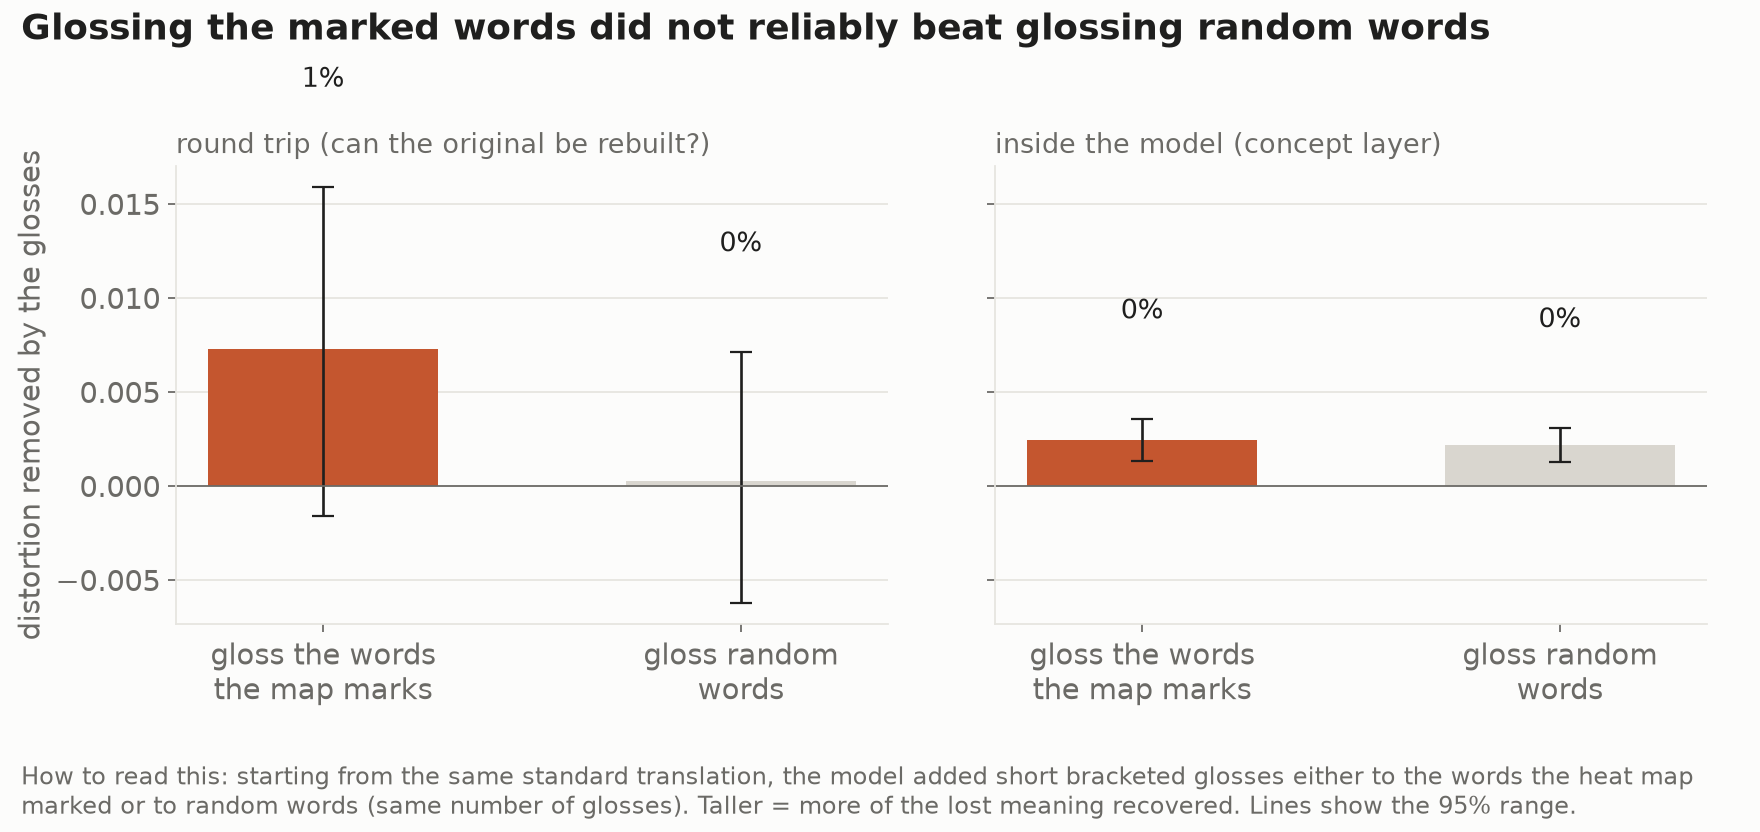 Glossing the marked words did not reliably beat glossing random words
1%
round trip (can the original be rebuilt?)
inside the model (concept layer)
distortion removed by the glosses
0.015
0.010
0.005
0.000
−0.005
0%
0%
0%
gloss the words
the map marks
gloss random
words
gloss the words
the map marks
gloss random
words
How to read this: starting from the same standard translation, the model added short bracketed glosses either to the words the heat map
marked or to random words (same number of glosses). Taller = more of the lost meaning recovered. Lines show the 95% range.